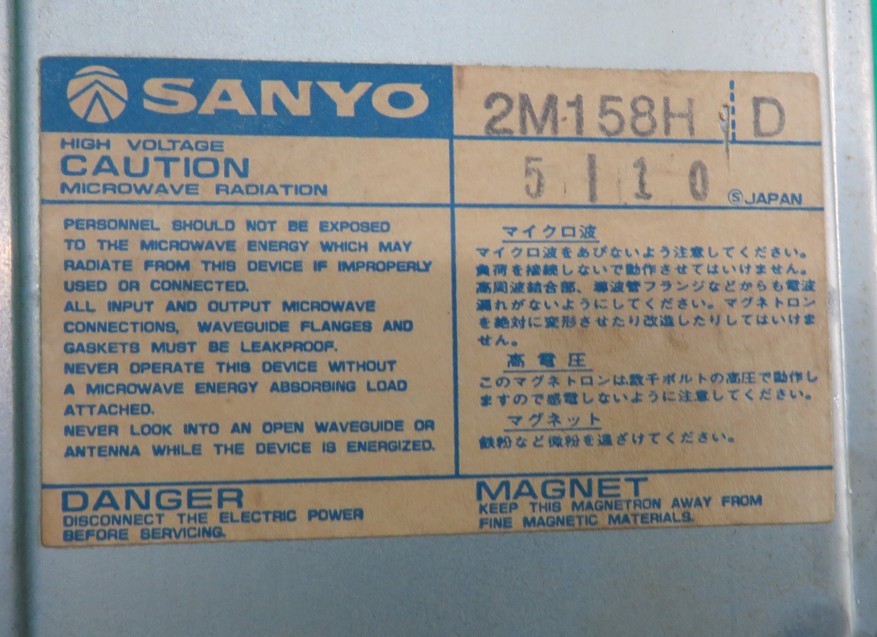 SANYO
2M158H D
HIGH VOLTAGE
CAUTION
MICROWAVE RADIATION
5 | 10
Ⓢ JAPAN
PERSONNEL SHOULD NOT BE EXPOSED
TO THE MICROWAVE ENERGY WHICH MAY
RADIATE FROM THIS DEVICE IF IMPROPERLY
USED OR CONNECTED.
ALL INPUT AND OUTPUT MICROWAVE
CONNECTIONS, WAVEGUIDE FLANGES AND
GASKETS MUST BE LEAKPROOF.
NEVER OPERATE THIS DEVICE WITHOUT
A MICROWAVE ENERGY ABSORBING LOAD
ATTACHED.
NEVER LOOK INTO AN OPEN WAVEGUIDE OR
ANTENNA WHILE THE DEVICE IS ENERGIZED.
マイクロ波
マイクロ波をあびないよう注意してください。
負荷を接続しないで動作させてはいけません。
高周波結合部、導波管フランジなどからも電波
漏れがないようにしてください。マグネトロン
を絶対に変形させたり改造したりしてはいけま
せん。
高電圧
このマグネトロンは数千ボルトの高圧で動作し
ますので感電しないように注意してください。
マグネット
鉄粉など微粉を遠ざけてください。
DANGER
DISCONNECT THE ELECTRIC POWER
BEFORE SERVICING.
MAGNET
KEEP THIS MAGNETRON AWAY FROM
FINE MAGNETIC MATERIALS.